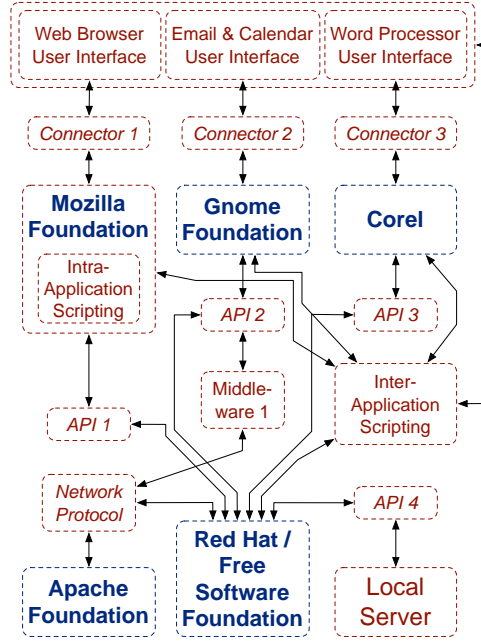 Web Browser
User Interface
Email & Calendar
User Interface
Word Processor
User Interface
Connector 1
Connector 2
Connector 3
Mozilla
Foundation
Intra-
Application
Scripting
Gnome
Foundation
Corel
API 2
API 3
Middle-
ware 1
Inter-
Application
Scripting
API 1
Network
Protocol
API 4
Apache
Foundation
Red Hat /
Free
Software
Foundation
Local
Server